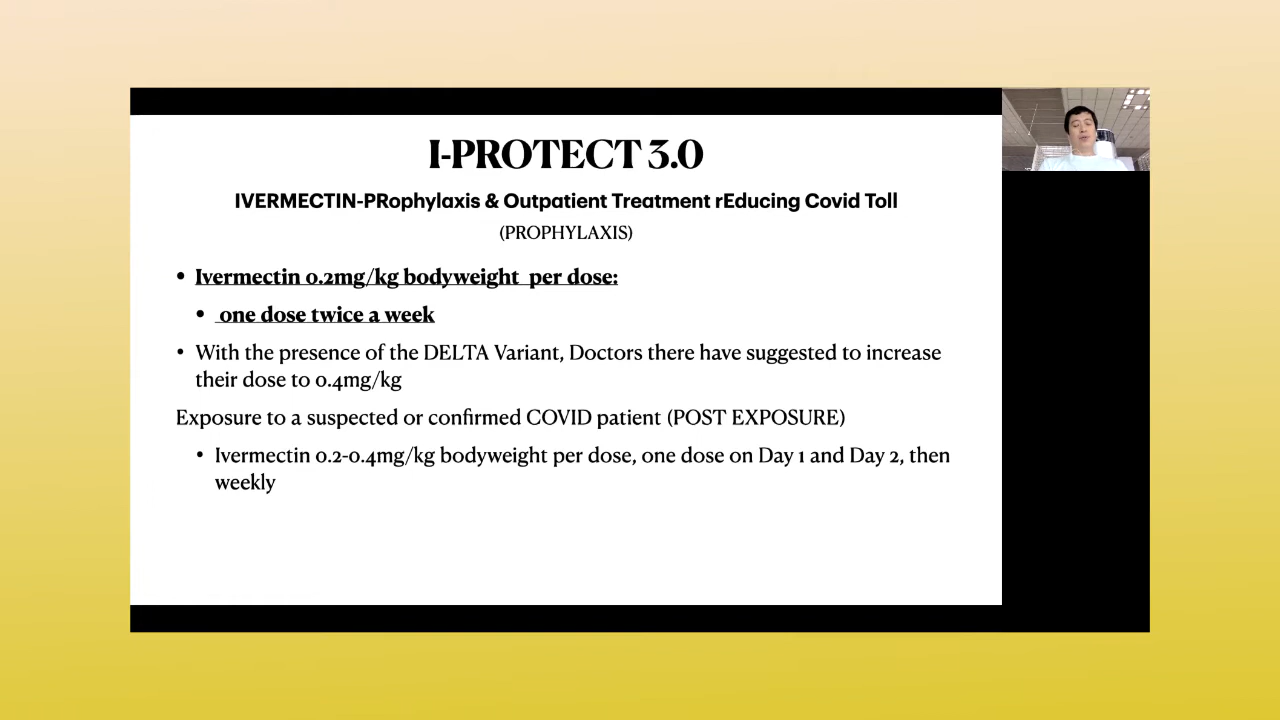 I-PROTECT 3.0
IVERMECTIN-PRophylaxis & Outpatient Treatment rEducing Covid Toll
(PROPHYLAXIS)
• Ivermectin 0.2mg/kg bodyweight per dose:
• one dose twice a week
• With the presence of the DELTA Variant, Doctors there have suggested to increase
their dose to 0.4mg/kg
Exposure to a suspected or confirmed COVID patient (POST EXPOSURE)
• Ivermectin 0.2-0.4mg/kg bodyweight per dose, one dose on Day 1 and Day 2, then
weekly